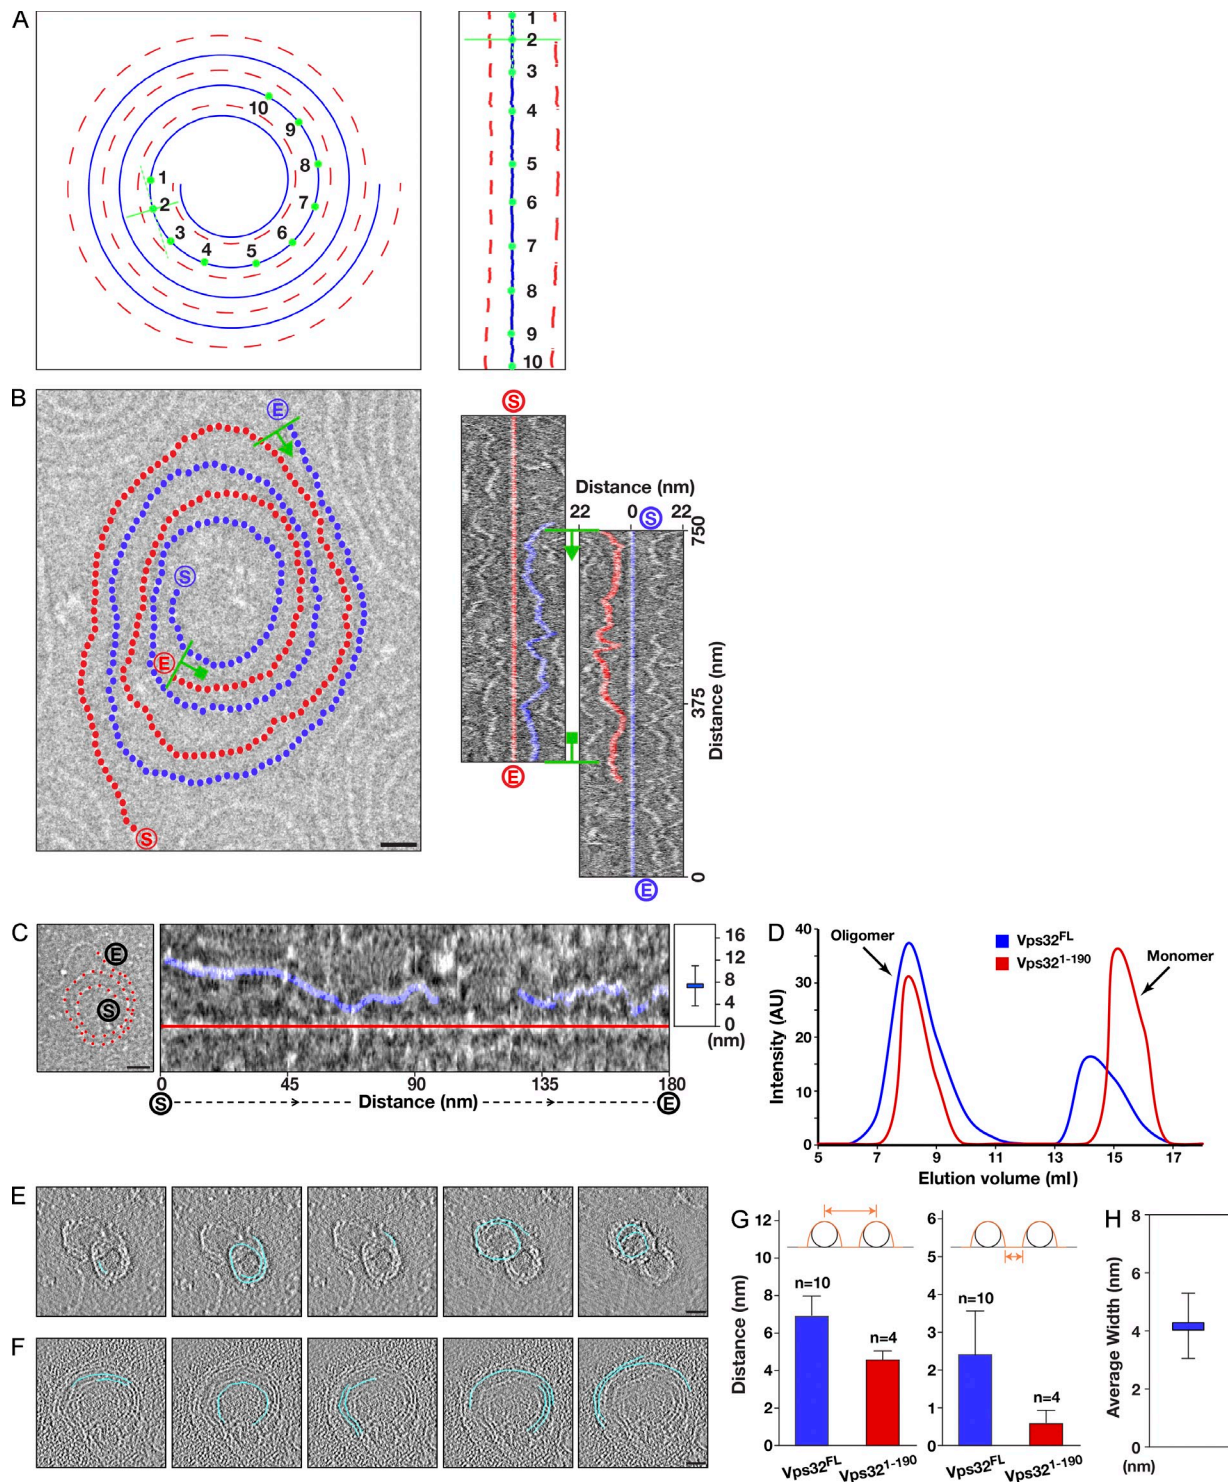 A
1
2
3
4
5
6
7
8
9
10
1
2
3
4
5
6
7
8
9
10
B
E
S
E
S
S
E
Distance (nm)
22 0 22
S
750
375
0
Distance (nm)
E
C
E
S
16
12
8
4
0
(nm)
0 45 90 135 180
S Distance (nm) E
D
40
30
20
10
0
Intensity (AU)
Oligomer
Vps32FL
Vps321-190
Monomer
5 7 9 11 13 15 17
Elution volume (ml)
E
F
G
12
10
8
6
4
2
0
Distance (nm)
n=10
n=4
Vps32FL Vps321-190
6
5
4
3
2
1
0
n=10
n=4
Vps32FL Vps321-190
H
8
6
4
2
0
Average Width (nm)
(nm)